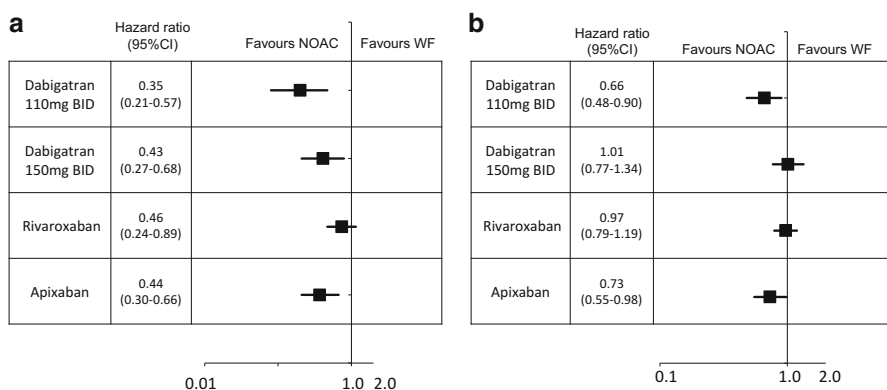 a
Hazard ratio
(95%CI)
Favours NOAC
Favours WF
Dabigatran
110mg BID
0.35
(0.21-0.57)
Dabigatran
150mg BID
0.43
(0.27-0.68)
Rivaroxaban
0.46
(0.24-0.89)
Apixaban
0.44
(0.30-0.66)
0.01
1.0
2.0
b
Hazard ratio
(95%CI)
Favours NOAC
Favours WF
Dabigatran
110mg BID
0.66
(0.48-0.90)
Dabigatran
150mg BID
1.01
(0.77-1.34)
Rivaroxaban
0.97
(0.79-1.19)
Apixaban
0.73
(0.55-0.98)
0.1
1.0
2.0